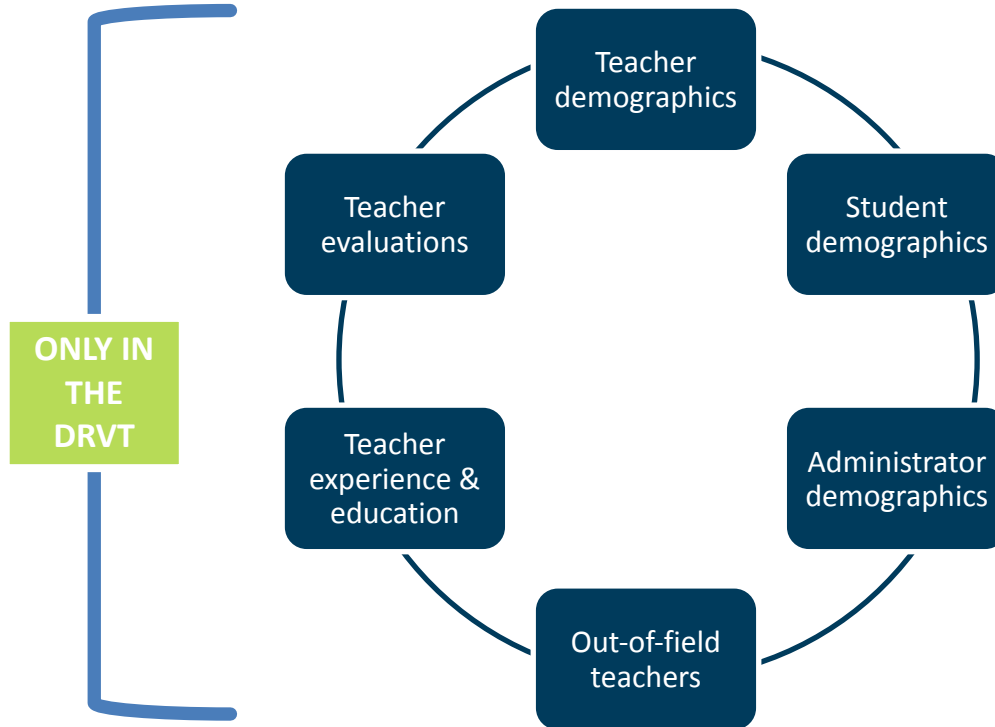 ONLY IN
THE
DRVT
Teacher
demographics
Student
demographics
Administrator
demographics
Out-of-field
teachers
Teacher
experience &
education
Teacher
evaluations